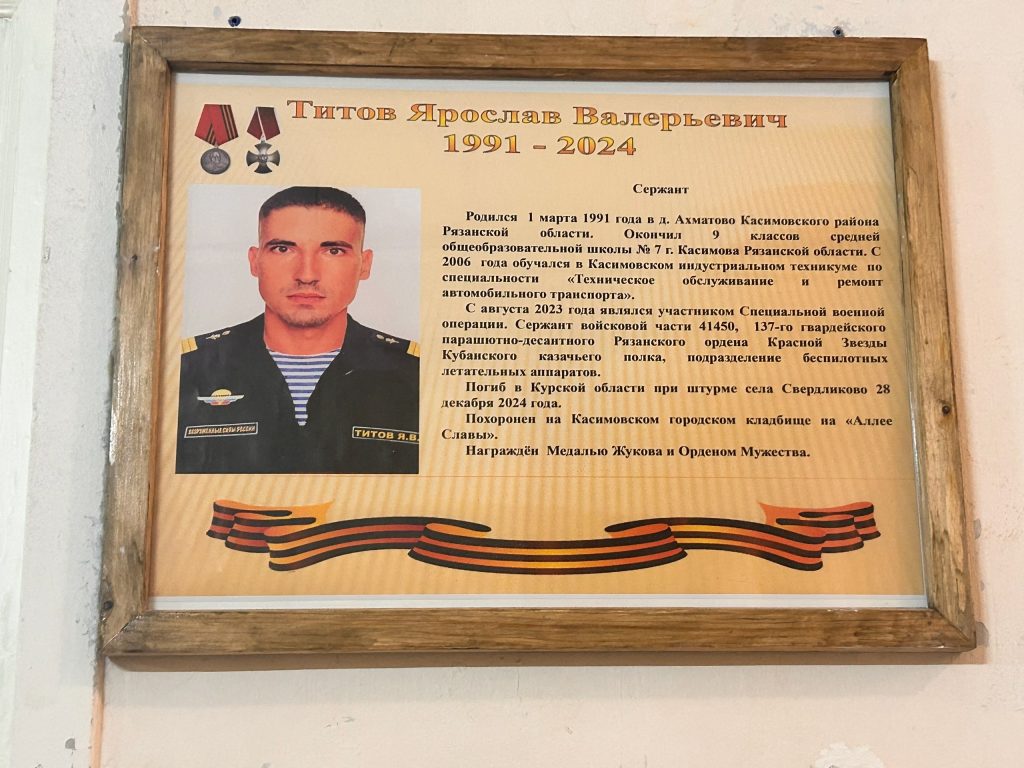 Титов Ярослав Валерьевич
1991 – 2024
Сержант
Родился 1 марта 1991 года в д. Ахматово Касимовского района
Рязанской области. Окончил 9 классов средней
общеобразовательной школы № 7 г. Касимова Рязанской области. С
2006 года обучался в Касимовском индустриальном техникуме по
специальности «Техническое обслуживание и ремонт
автомобильного транспорта».
С августа 2023 года являлся участником Специальной военной
операции. Сержант войсковой части 41450, 137-го гвардейского
парашютно-десантного Рязанского ордена Красной Звезды
Кубанского казачьего полка, подразделение беспилотных
летательных аппаратов.
Погиб в Курской области при штурме села Свердликово 28
декабря 2024 года.
Похоронен на Касимовском городском кладбище на «Аллее
Славы».
Награждён Медалью Жукова и Орденом Мужества.
ВООРУЖЕННЫЕ СИЛЫ РОССИИ
ТИТОВ Я.В.